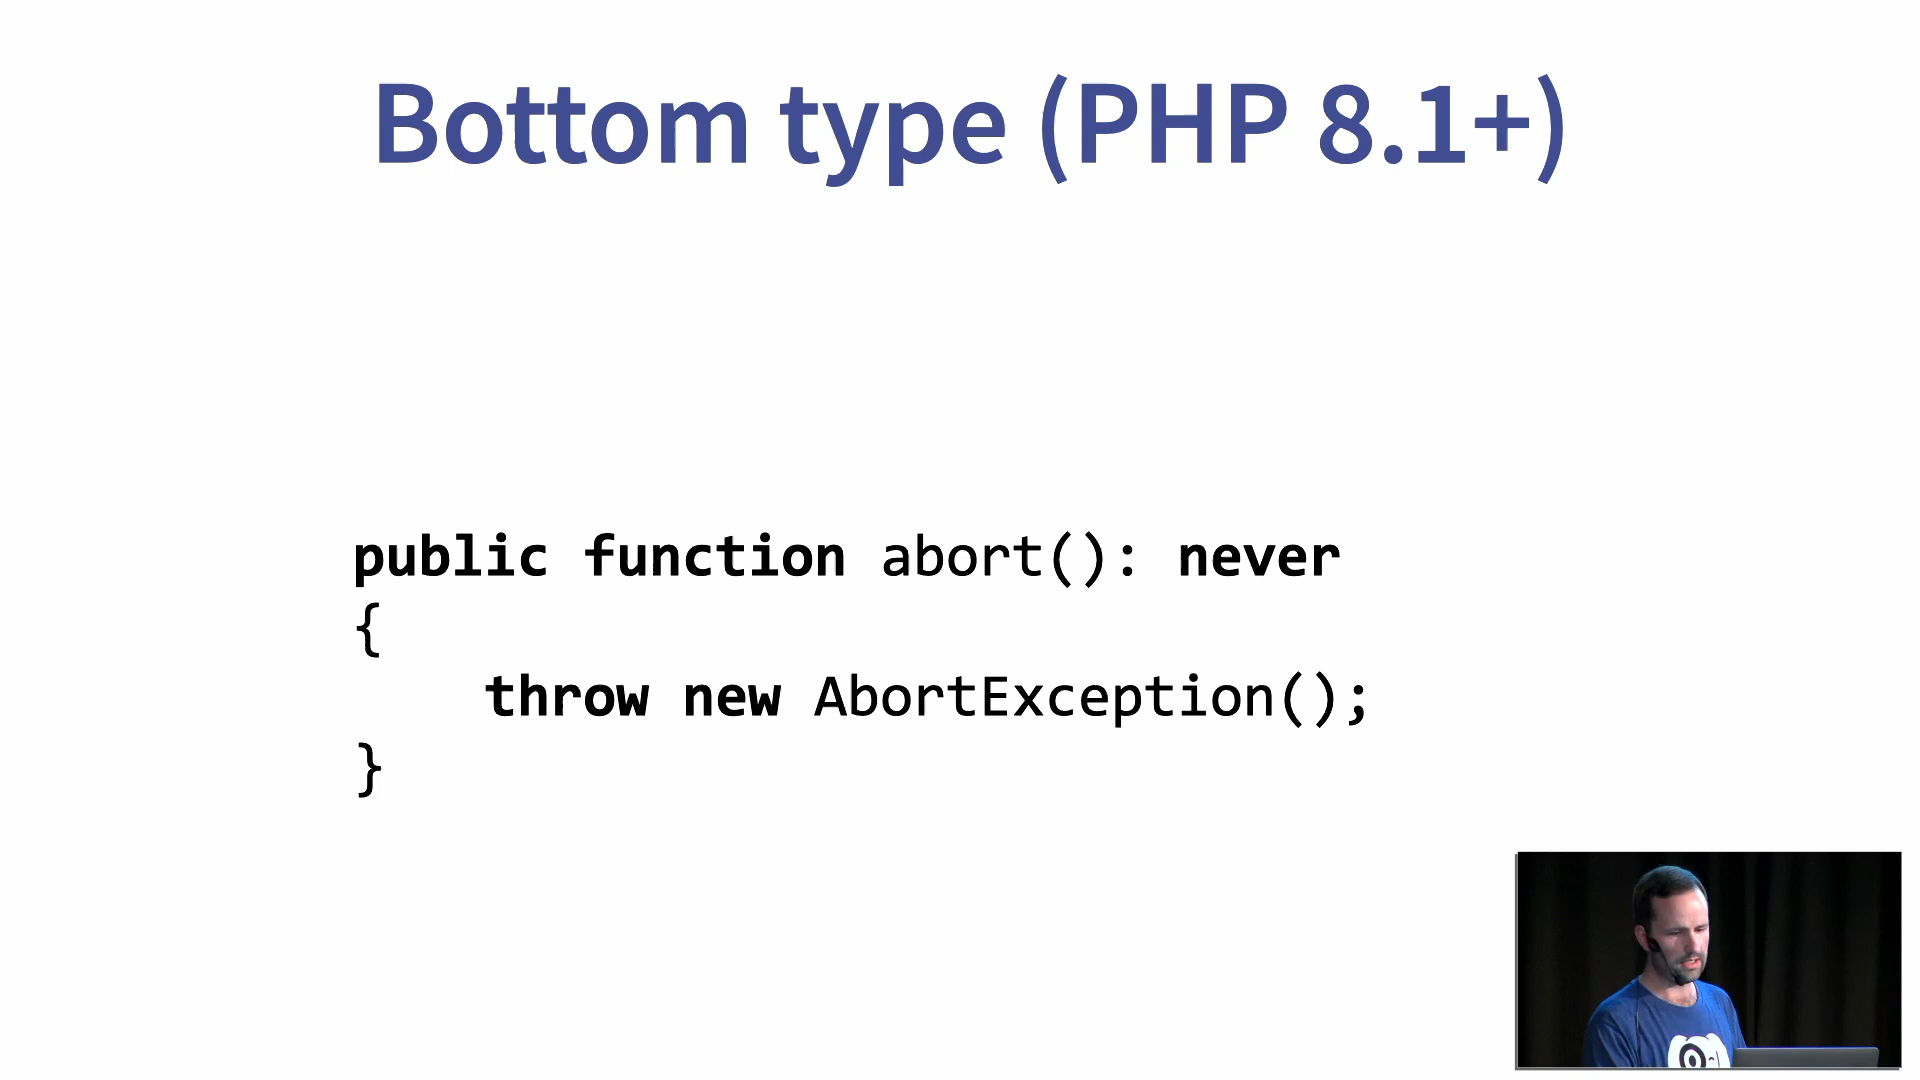 Bottom type (PHP 8.1+)
public function abort(): never
{
    throw new AbortException();
}